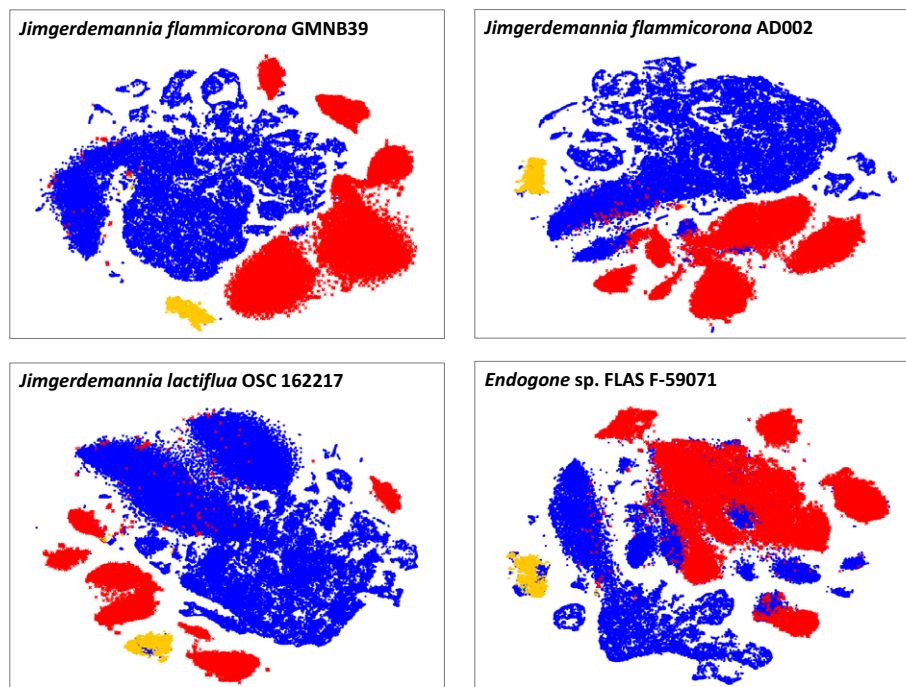 Jimgerdemannia flammicorona GMNB39
Jimgerdemannia flammicorona AD002
Jimgerdemannia lactiflua OSC 162217
Endogone sp. FLAS F-59071